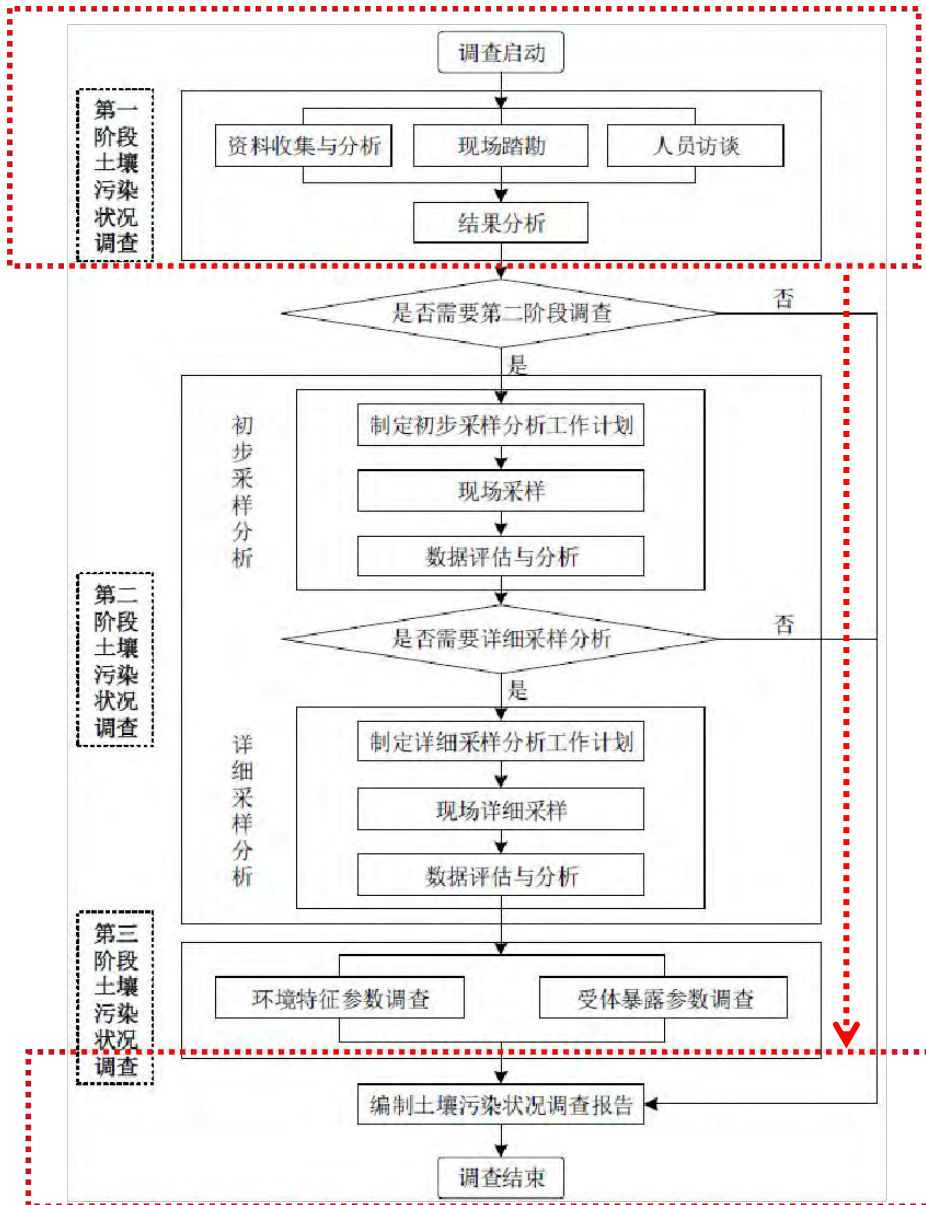 调查启动
第一
阶段
土壤
污染
状况
调查
资料收集与分析
现场踏勘
人员访谈
结果分析
是否需要第二阶段调查
否
是
第二
阶段
土壤
污染
状况
调查
初
步
采
样
分
析
制定初步采样分析工作计划
现场采样
数据评估与分析
是否需要详细采样分析
否
是
详
细
采
样
分
析
制定详细采样分析工作计划
现场详细采样
数据评估与分析
第三
阶段
土壤
污染
状况
调查
环境特征参数调查
受体暴露参数调查
编制土壤污染状况调查报告
调查结束